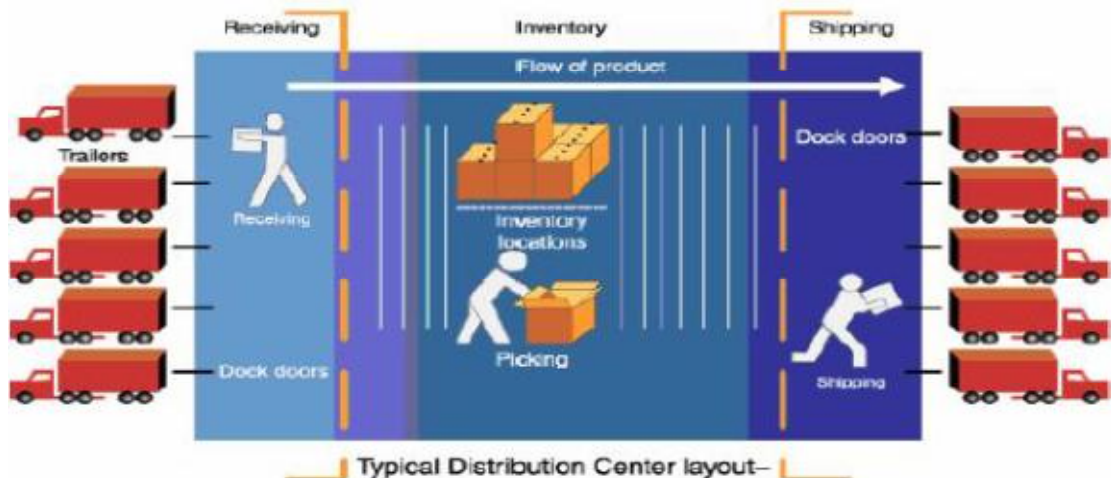 Receiving
Inventory
Shipping
Flow of product
Trailers
Dock doors
Receiving
Inventory
locations
Picking
Dock doors
Shipping
Typical Distribution Center layout–